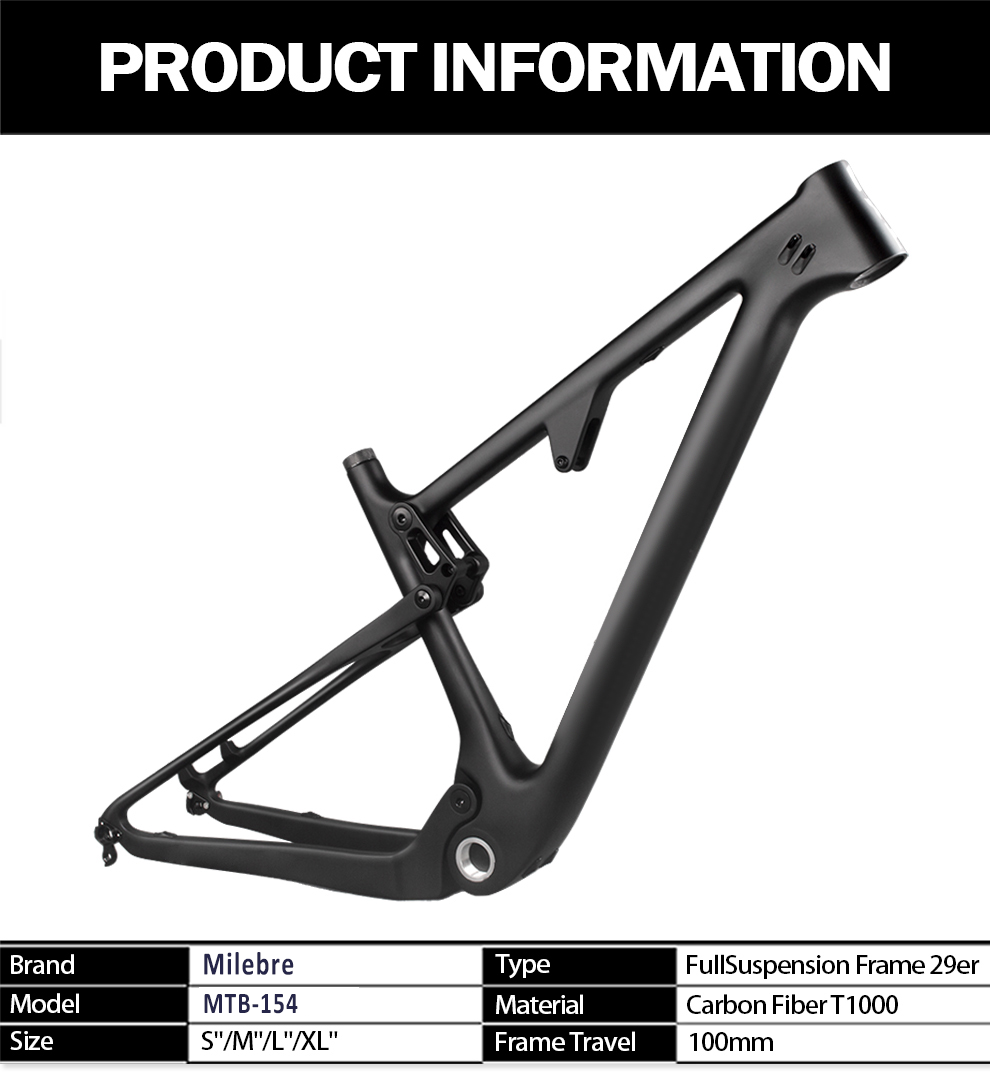 PRODUCT INFORMATION
Brand Milebre Type FullSuspension Frame 29er
Model MTB-154 Material Carbon Fiber T1000
Size S"/M"/L"/XL" Frame Travel 100mm